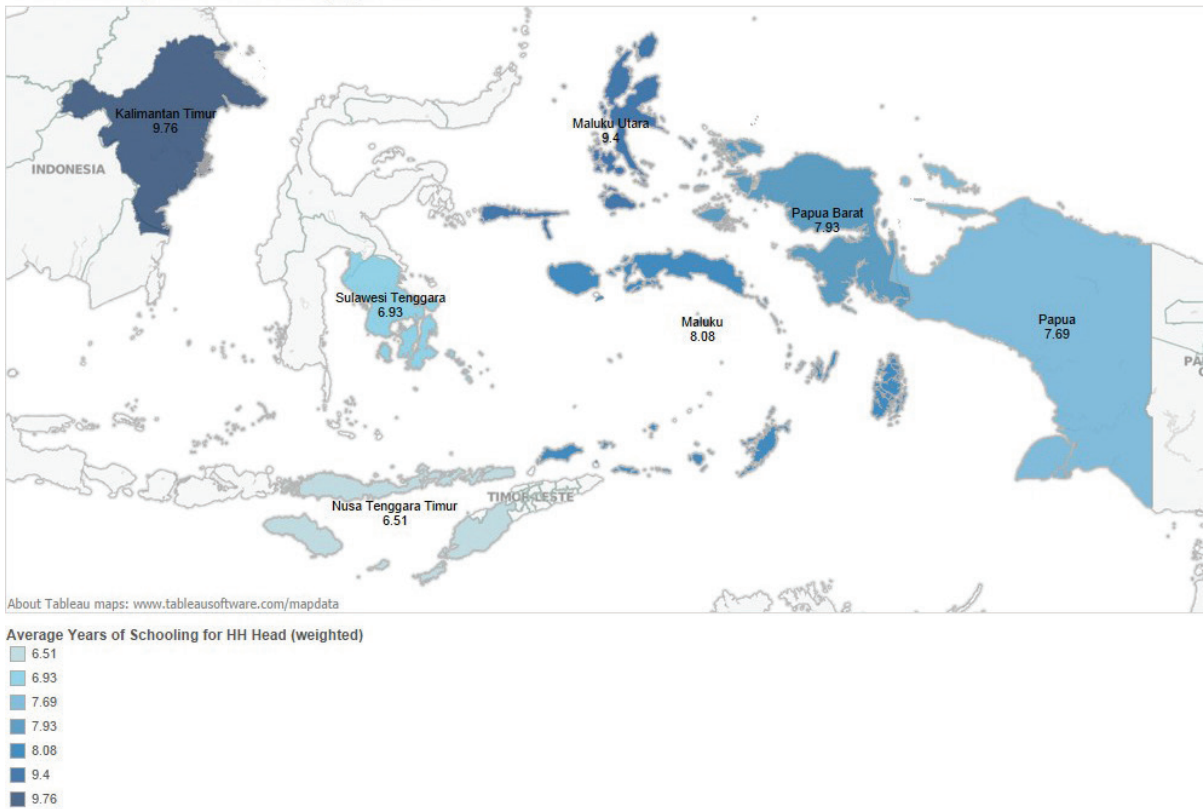 Kalimantan Timur
9.76
INDONESIA
Maluku Utara
9.4
Papua Barat
7.93
Sulawesi Tenggara
6.93
Maluku
8.08
Papua
7.69
Nusa Tenggara Timur
6.51
TIMOR-LESTE
About Tableau maps: www.tableausoftware.com/mapdata
Average Years of Schooling for HH Head (weighted)
6.51
6.93
7.69
7.93
8.08
9.4
9.76